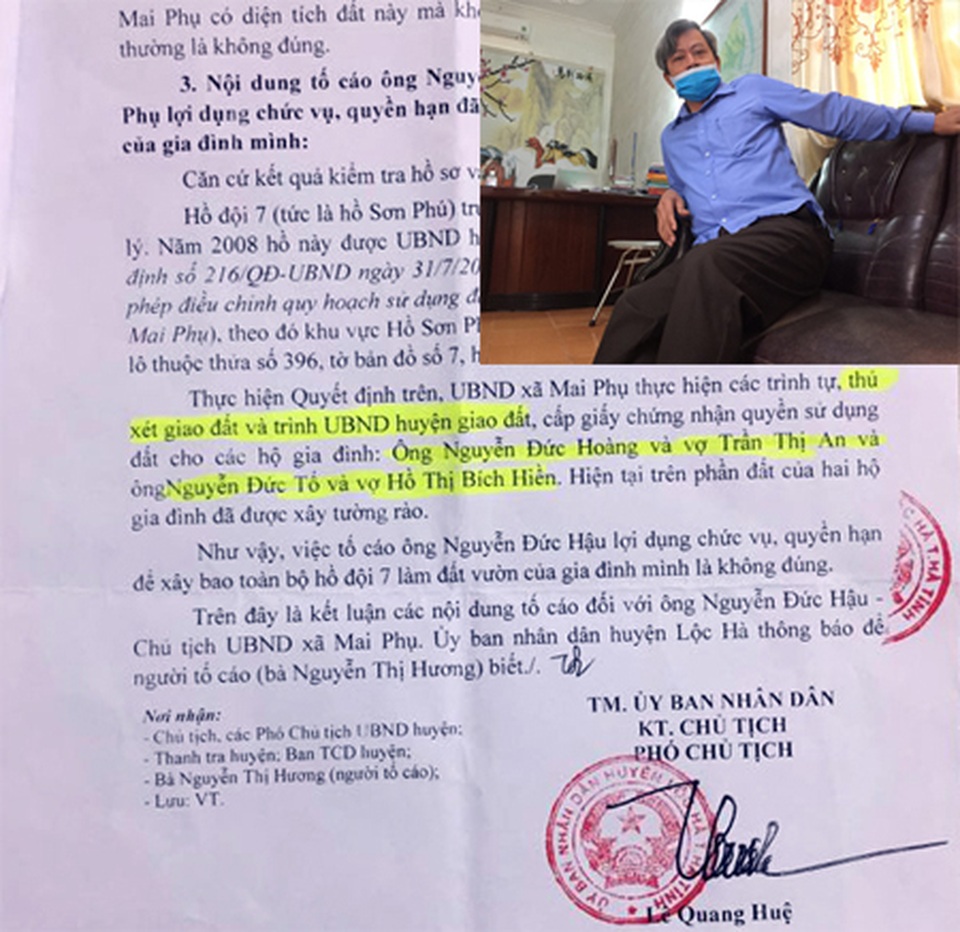 Mai Phụ có diện tích đất này mà kh
thường là không đúng.
3. Nội dung tố cáo ông Nguy
Phụ lợi dụng chức vụ, quyền hạn đã
của gia đình mình:
Căn cứ kết quả kiểm tra hồ sơ v
Hồ đội 7 (tức là hồ Sơn Phú) tr
lý. Năm 2008 hồ này được UBND h
định số 216/QĐ-UBND ngày 31/7/20
phép điều chỉnh quy hoạch sử dụng đ
Mai Phụ), theo đó khu vực Hồ Sơn P
lô thuộc thửa số 396, tờ bản đồ số 7, h
Thực hiện Quyết định trên, UBND xã Mai Phụ thực hiện các trình tự, thủ
xét giao đất và trình UBND huyện giao đất, cấp giấy chứng nhận quyền sử dụng
đất cho các hộ gia đình: Ông Nguyễn Đức Hoàng và vợ Trần Thị An và
ôngNguyễn Đức Tố và vợ Hồ Thị Bích Hiền. Hiện tại trên phần đất của hai hộ
gia đình đã được xây tường rào.
Như vậy, việc tố cáo ông Nguyễn Đức Hậu lợi dụng chức vụ, quyền hạn
để xây bao toàn bộ hồ đội 7 làm đất vườn của gia đình mình là không đúng.
Trên đây là kết luận các nội dung tố cáo đối với ông Nguyễn Đức Hậu -
Chủ tịch UBND xã Mai Phụ. Ủy ban nhân dân huyện Lộc Hà thông báo để
người tố cáo (bà Nguyễn Thị Hương) biết./.
Nơi nhận:
- Chủ tịch, các Phó Chủ tịch UBND huyện;
- Thanh tra huyện; Ban TCD huyện;
- Bà Nguyễn Thị Hương (người tố cáo);
- Lưu: VT.
TM. ỦY BAN NHÂN DÂN
KT. CHỦ TỊCH
PHÓ CHỦ TỊCH
ỦY BAN NHÂN DÂN HUYỆN LỘC HÀ T.HÀ TĨNH
Lê Quang Huệ
C HÀ T.HÀ TĨNH